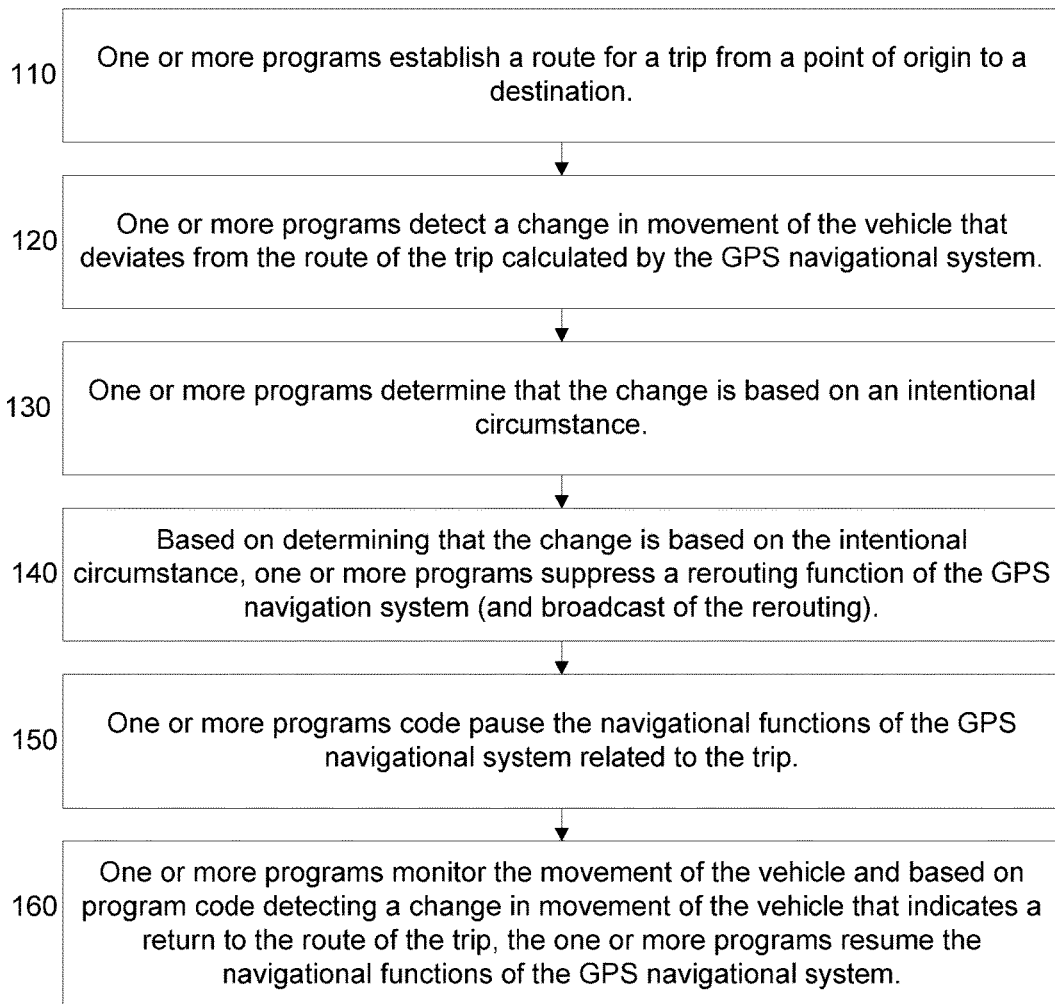 110
One or more programs establish a route for a trip from a point of origin to a
destination.
120
One or more programs detect a change in movement of the vehicle that
deviates from the route of the trip calculated by the GPS navigational system.
130
One or more programs determine that the change is based on an intentional
circumstance.
140
Based on determining that the change is based on the intentional
circumstance, one or more programs suppress a rerouting function of the GPS
navigation system (and broadcast of the rerouting).
150
One or more programs code pause the navigational functions of the GPS
navigational system related to the trip.
160
One or more programs monitor the movement of the vehicle and based on
program code detecting a change in movement of the vehicle that indicates a
return to the route of the trip, the one or more programs resume the
navigational functions of the GPS navigational system.